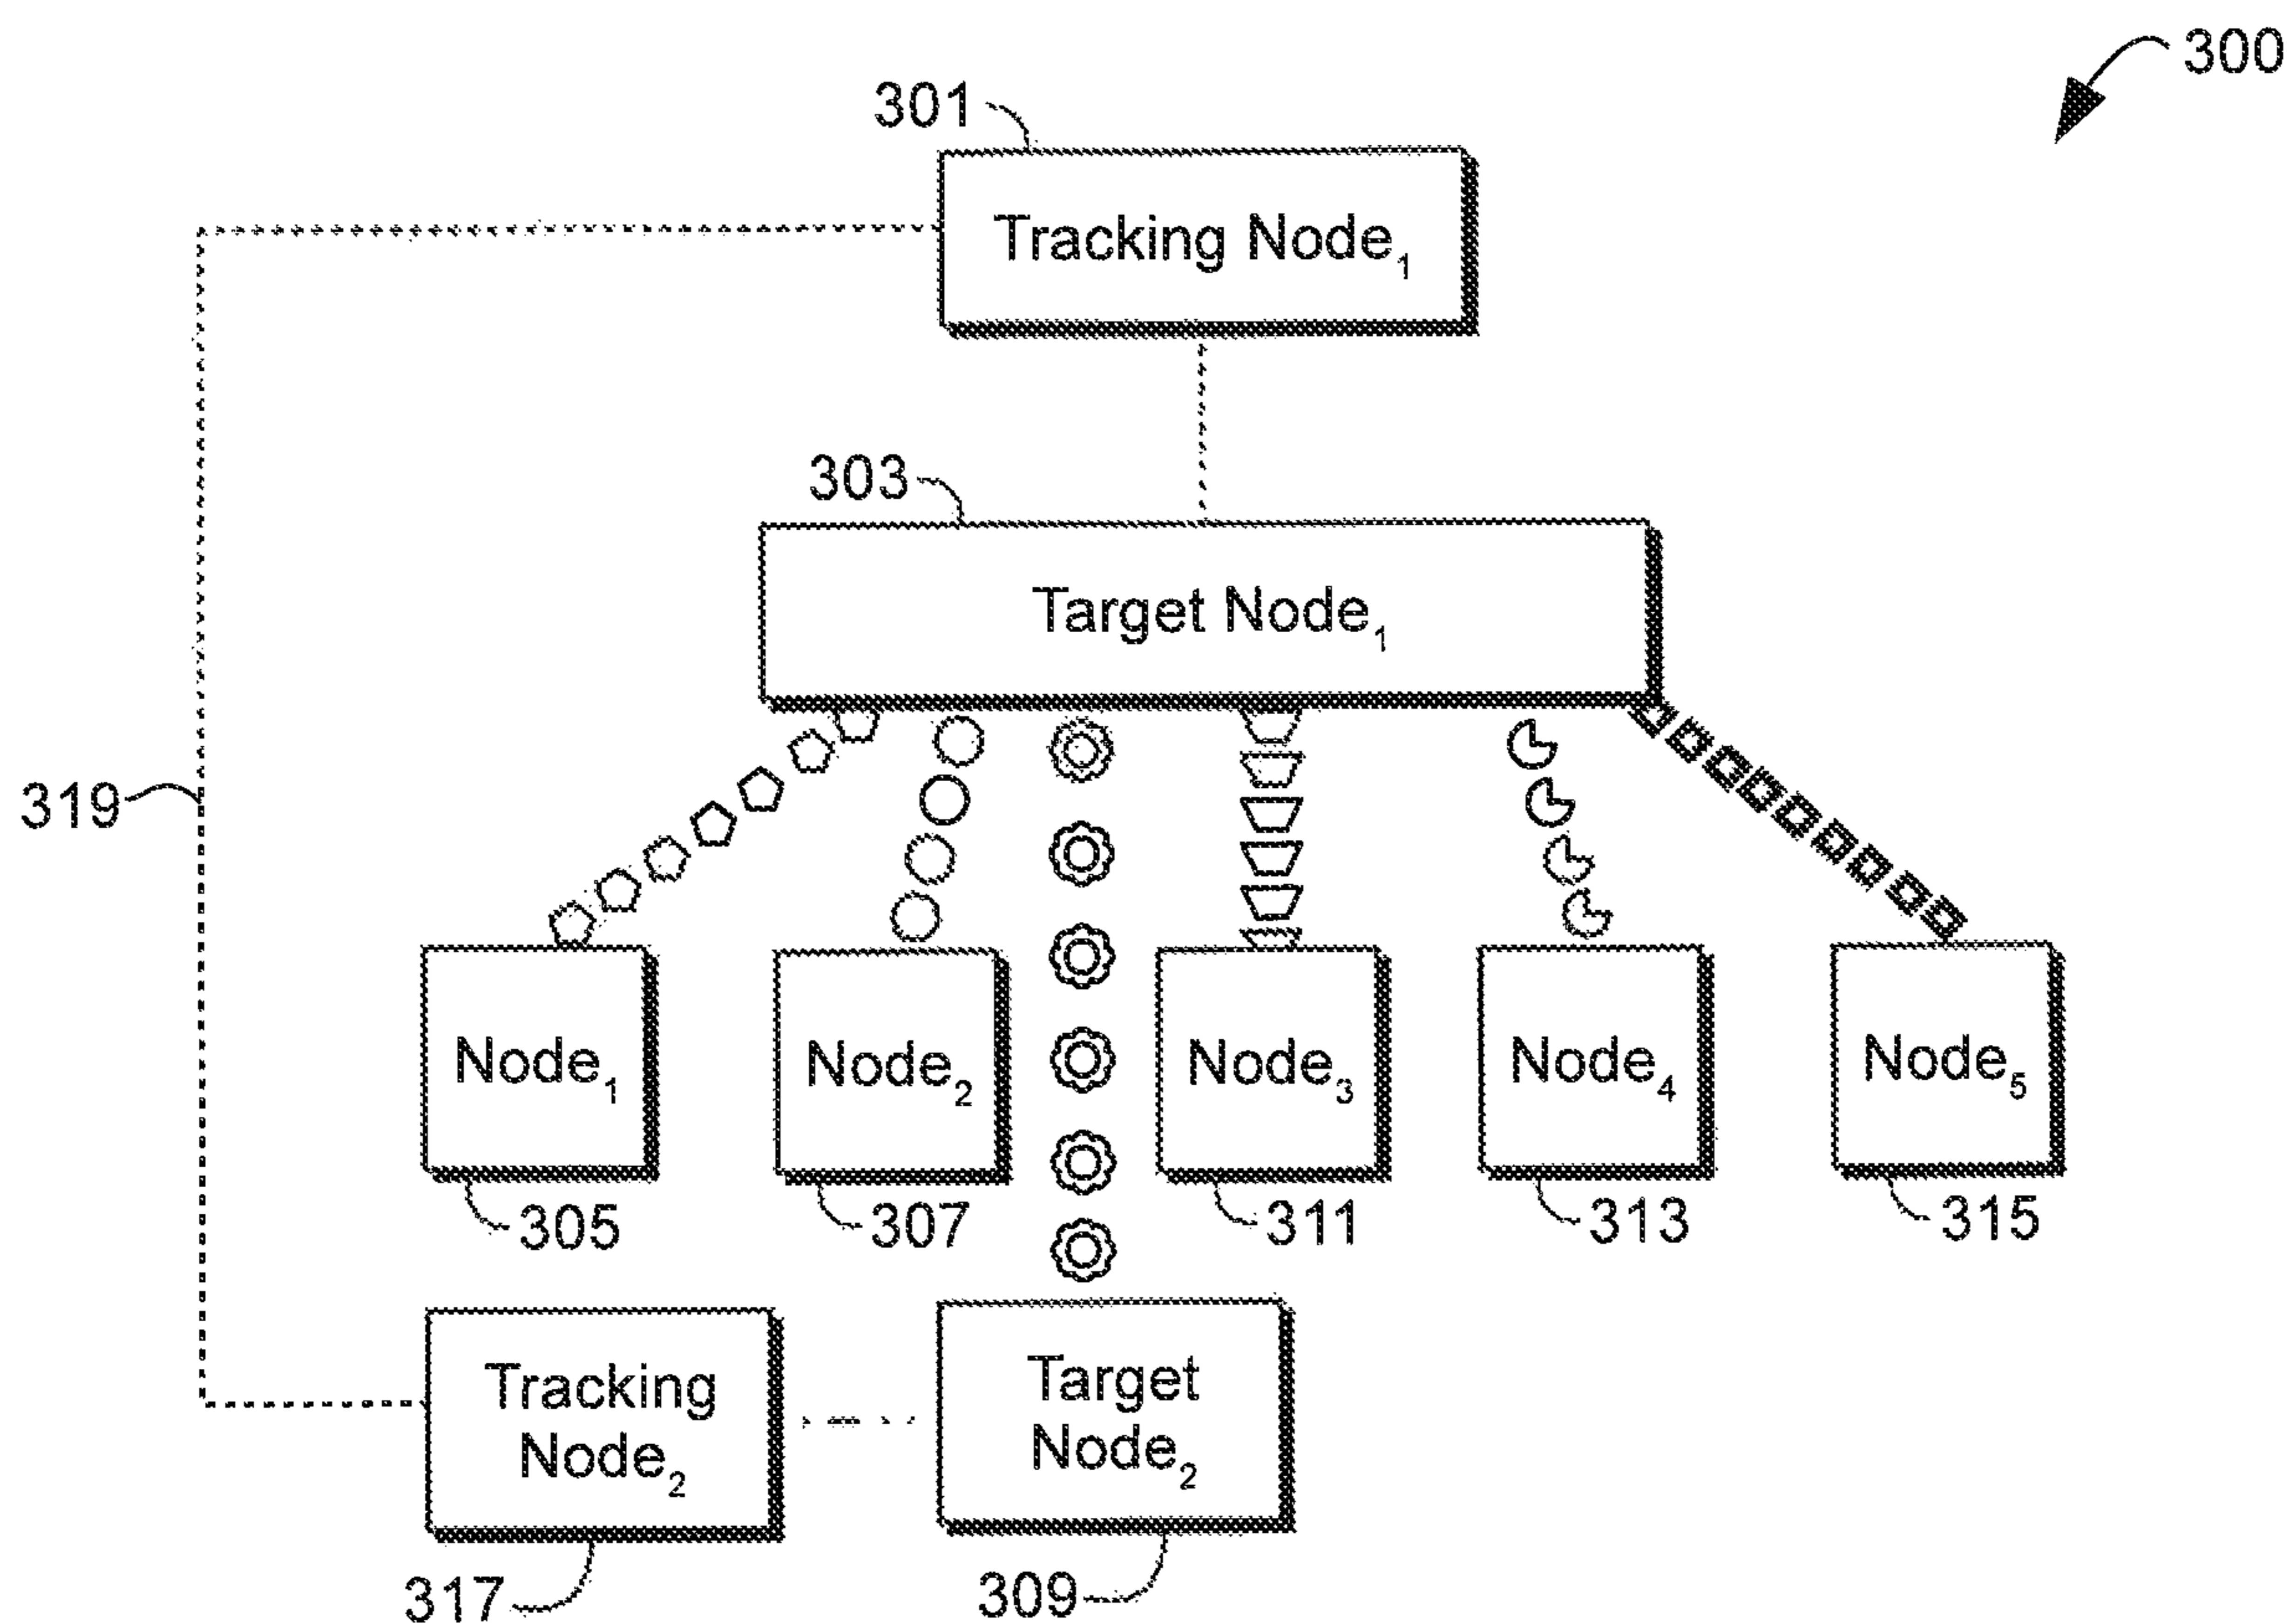 300
301
Tracking Node₁
303
Target Node₁
319
Node₁
Node₂
Node₃
Node₄
Node₅
305
307
311
313
315
Tracking
Node₂
Target
Node₂
317
309